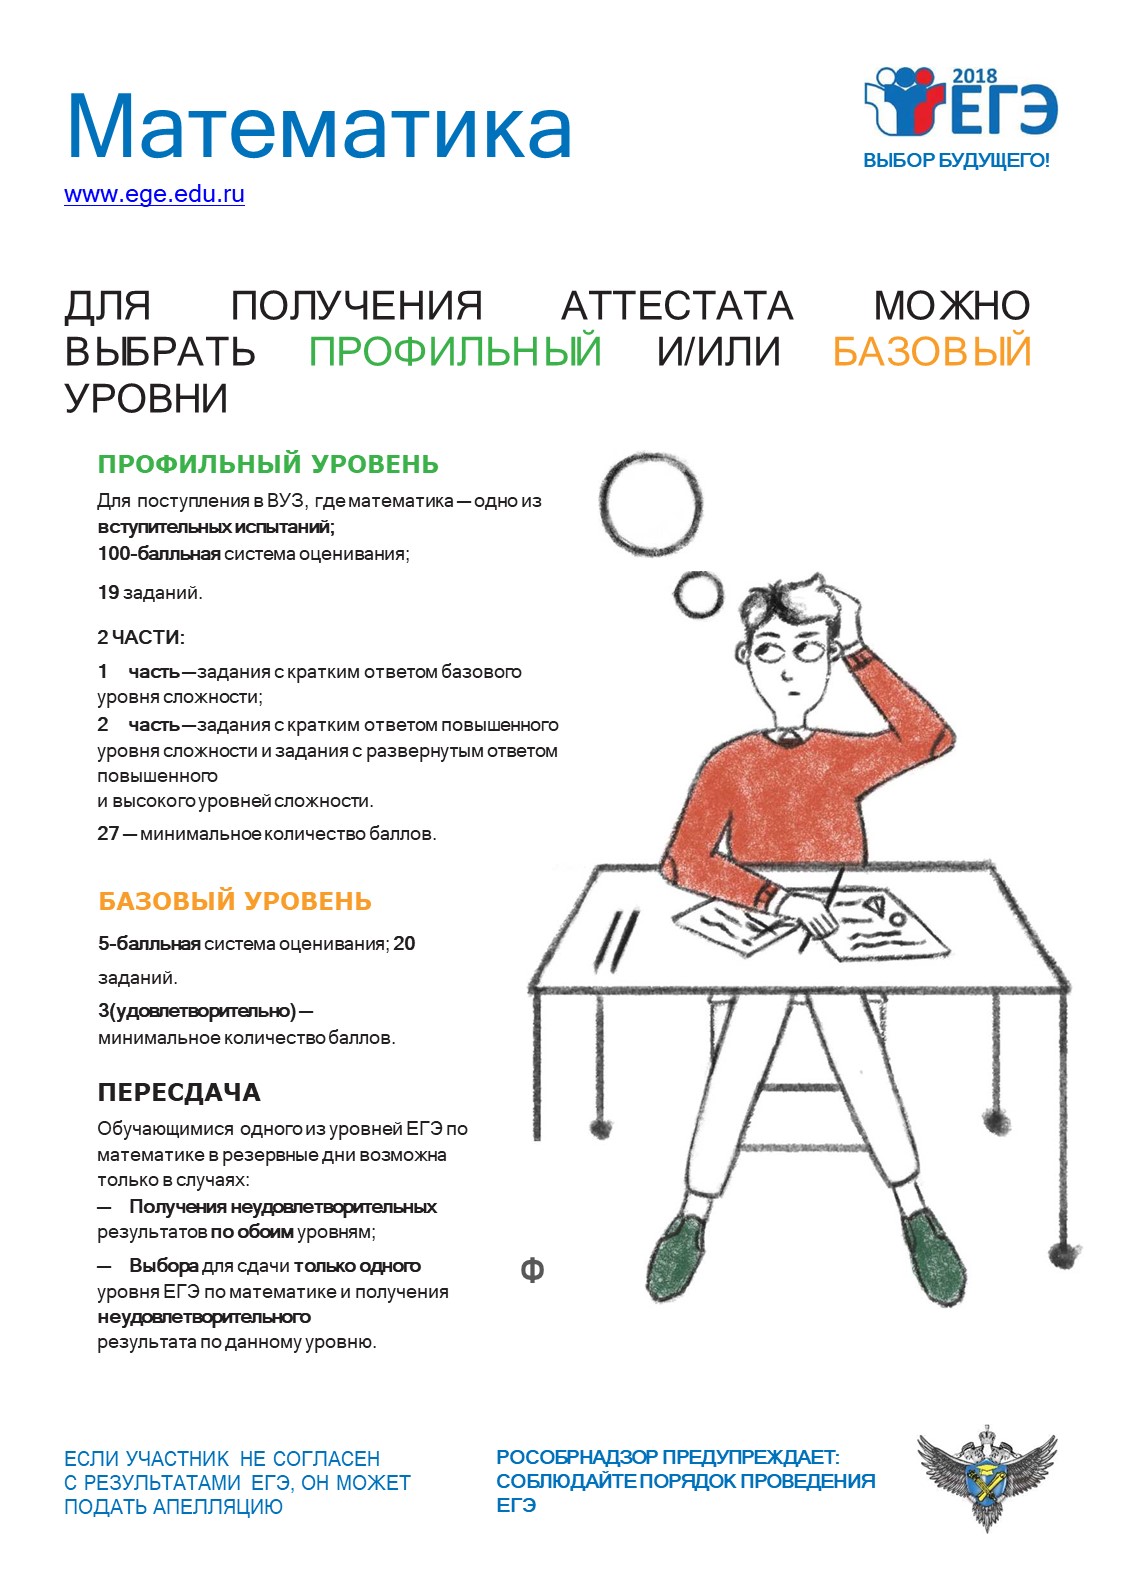 Математика
www.ege.edu.ru
2018
ЕГЭ
ВЫБОР БУДУЩЕГО!
ДЛЯ ПОЛУЧЕНИЯ АТТЕСТАТА МОЖНО
ВЫБРАТЬ ПРОФИЛЬНЫЙ И/ИЛИ БАЗОВЫЙ
УРОВНИ
ПРОФИЛЬНЫЙ УРОВЕНЬ
Для поступления в ВУЗ, где математика — одно из
вступительных испытаний;
100-балльная система оценивания;
19 заданий.
2 ЧАСТИ:
1 часть — задания с кратким ответом базового
уровня сложности;
2 часть — задания с кратким ответом повышенного
уровня сложности и задания с развернутым ответом
повышенного
и высокого уровней сложности.
27 — минимальное количество баллов.
БАЗОВЫЙ УРОВЕНЬ
5-балльная система оценивания; 20
заданий.
3(удовлетворительно) —
минимальное количество баллов.
ПЕРЕСДАЧА
Обучающимися одного из уровней ЕГЭ по
математике в резервные дни возможна
только в случаях:
— Получения неудовлетворительных
результатов по обоим уровням;
— Выбора для сдачи только одного
уровня ЕГЭ по математике и получения
неудовлетворительного
результата по данному уровню.
Ф
ЕСЛИ УЧАСТНИК НЕ СОГЛАСЕН
С РЕЗУЛЬТАТАМИ ЕГЭ, ОН МОЖЕТ
ПОДАТЬ АПЕЛЛЯЦИЮ
РОСОБРНАДЗОР ПРЕДУПРЕЖДАЕТ:
СОБЛЮДАЙТЕ ПОРЯДОК ПРОВЕДЕНИЯ
ЕГЭ